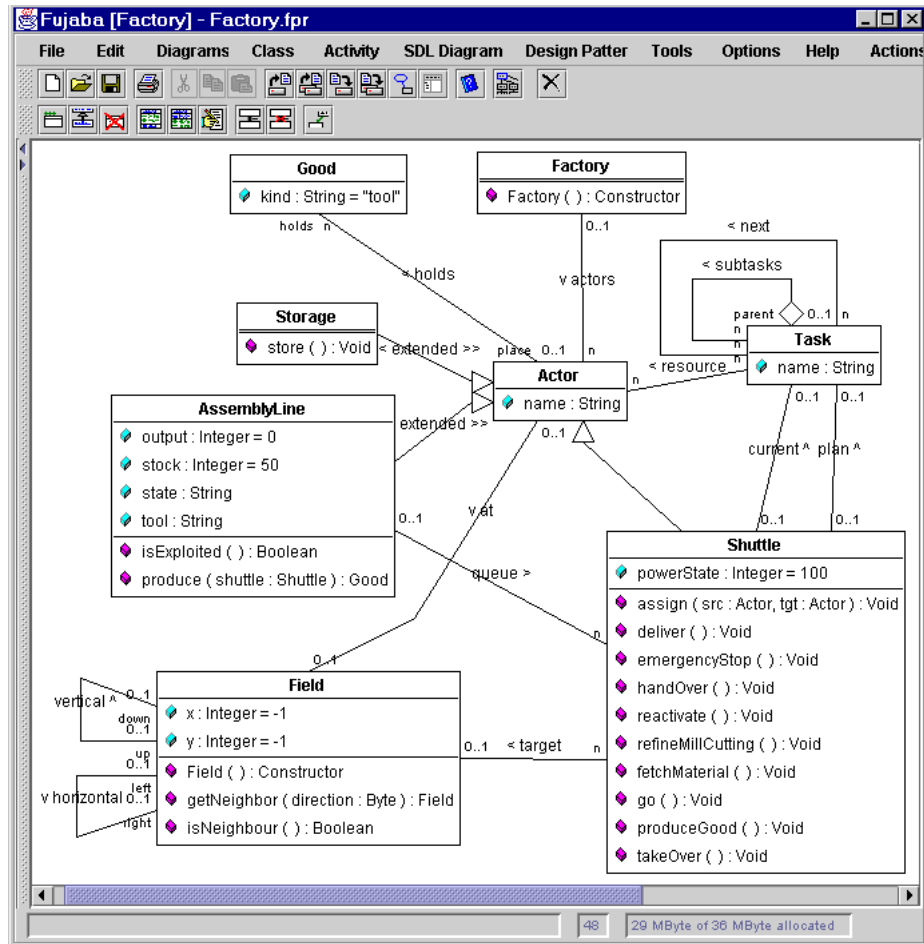 Fujaba [Factory] - Factory.fpr
File Edit Diagrams Class Activity SDL Diagram Design Patter Tools Options Help Actions
Good
kind : String = "tool"
holds n
Factory
Factory ( ) : Constructor
0..1
< next
< holds
v actors
< subtasks
parent 0..1 n
n
n
n
Storage
store ( ) : Void
< extended >>
place 0..1 n
Actor
name : String
0..1
n
< resource
Task
name : String
0..1 0..1
AssemblyLine
output : Integer = 0
stock : Integer = 50
state : String
tool : String
isExploited ( ) : Boolean
produce ( shuttle : Shuttle ) : Good
extended >>
0..1
v at
queue >
n
current ^ plan ^
0..1 0..1
Shuttle
powerState : Integer = 100
assign ( src : Actor, tgt : Actor ) : Void
deliver ( ) : Void
emergencyStop ( ) : Void
handOver ( ) : Void
reactivate ( ) : Void
refineMillCutting ( ) : Void
fetchMaterial ( ) : Void
go ( ) : Void
produceGood ( ) : Void
takeOver ( ) : Void
0..1
Field
x : Integer = -1
y : Integer = -1
Field ( ) : Constructor
getNeighbor ( direction : Byte ) : Field
isNeighbour ( ) : Boolean
vertical ^ 0..1
down
0..1
up
0..1
left
v horizontal 0..1
right
0..1 < target n
48 29 MByte of 36 MByte allocated